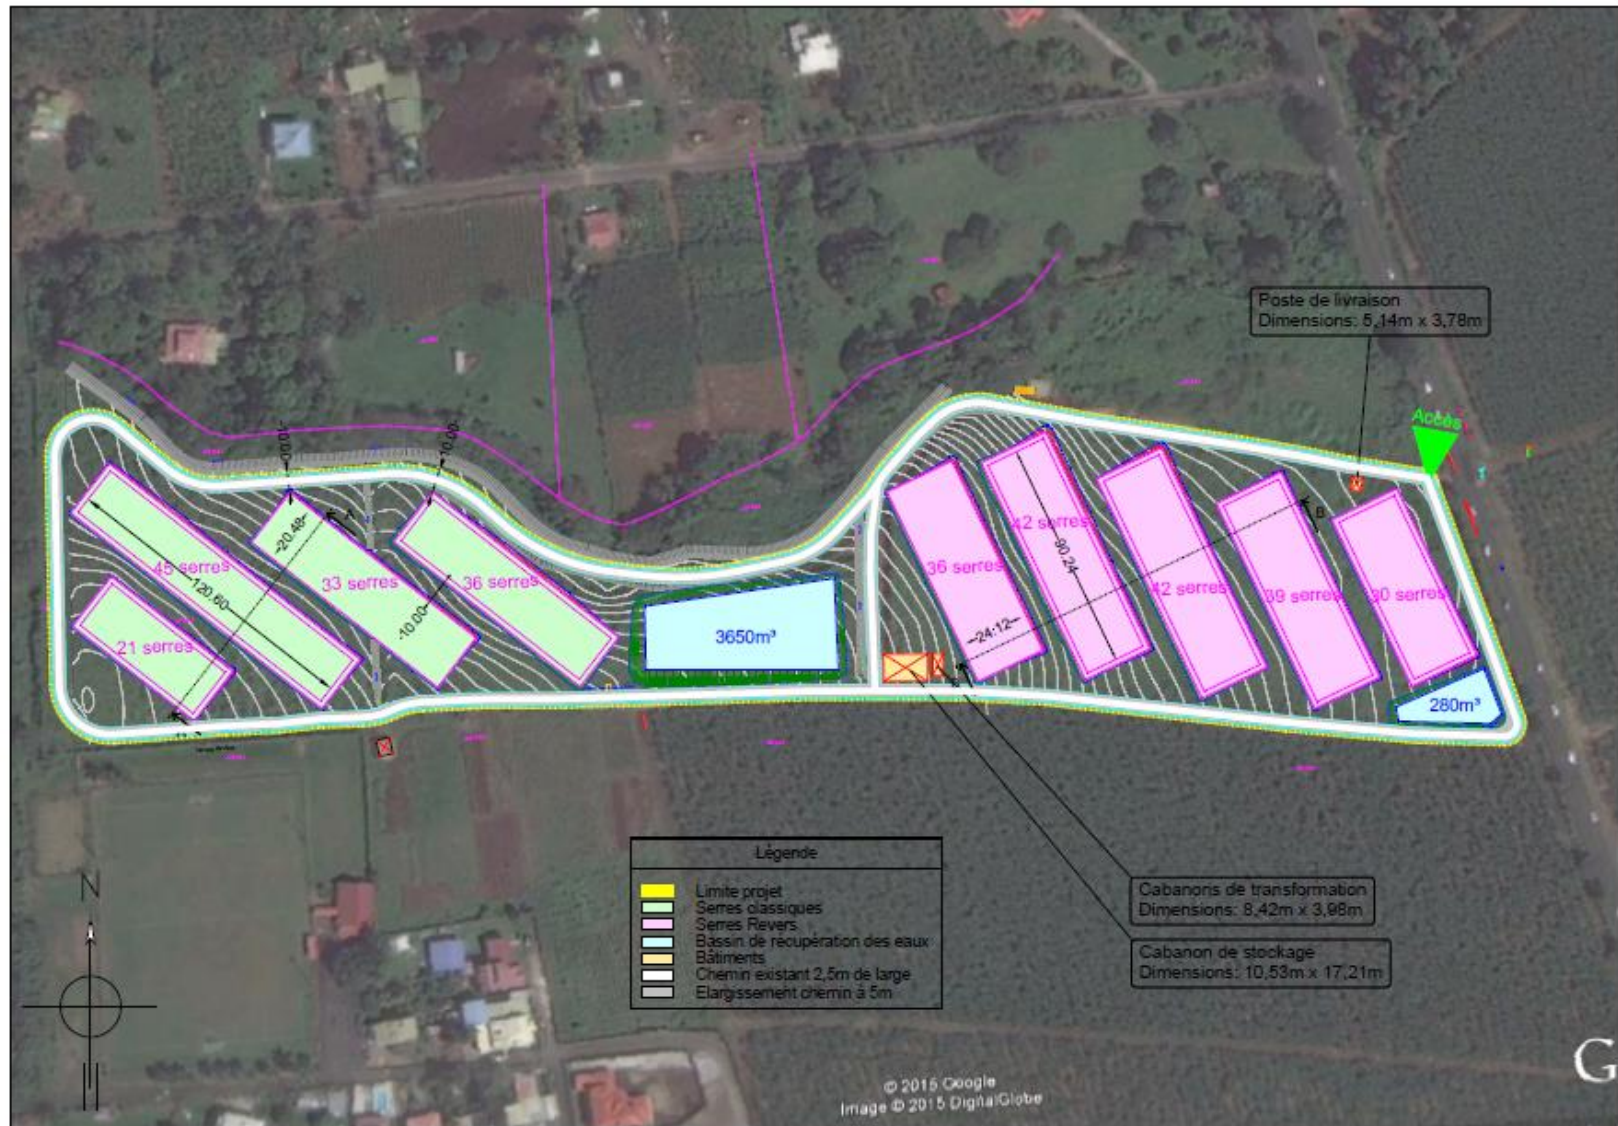 Poste de livraison
Dimensions: 5,14m x 3,78m
Accès
-10.00-
-10.00-
A
-20.48-
45 serres
120.60
33 serres
36 serres
-10.00-
21 serres
3650m³
36 serres
42 serres
90.24
42 serres
39 serres
30 serres
B
-24.12-
280m³
Légende
Limite projet
Serres classiques
Serres Revers
Bassin de récupération des eaux
Bâtiments
Chemin existant 2,5m de large
Elargissement chemin à 5m
Cabanons de transformation
Dimensions: 8,42m x 3,98m
Cabanon de stockage
Dimensions: 10,53m x 17,21m
N
© 2015 Google
Image © 2015 DigitalGlobe
G